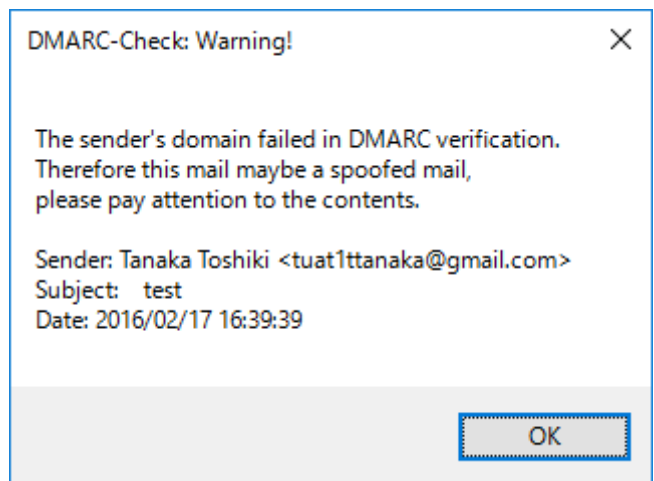 DMARC-Check: Warning!
The sender's domain failed in DMARC verification.
Therefore this mail maybe a spoofed mail,
please pay attention to the contents.
Sender: Tanaka Toshiki <tuat1ttanaka@gmail.com>
Subject: test
Date: 2016/02/17 16:39:39
OK